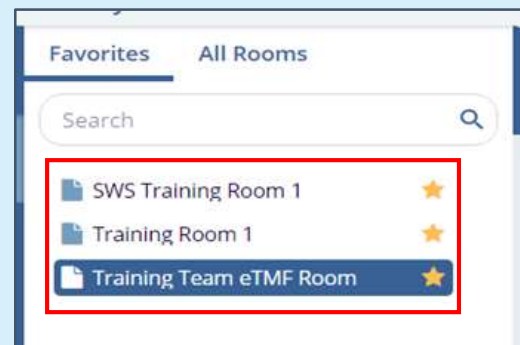 Favorites All Rooms
Search
SWS Training Room 1
Training Room 1
Training Team eTMF Room